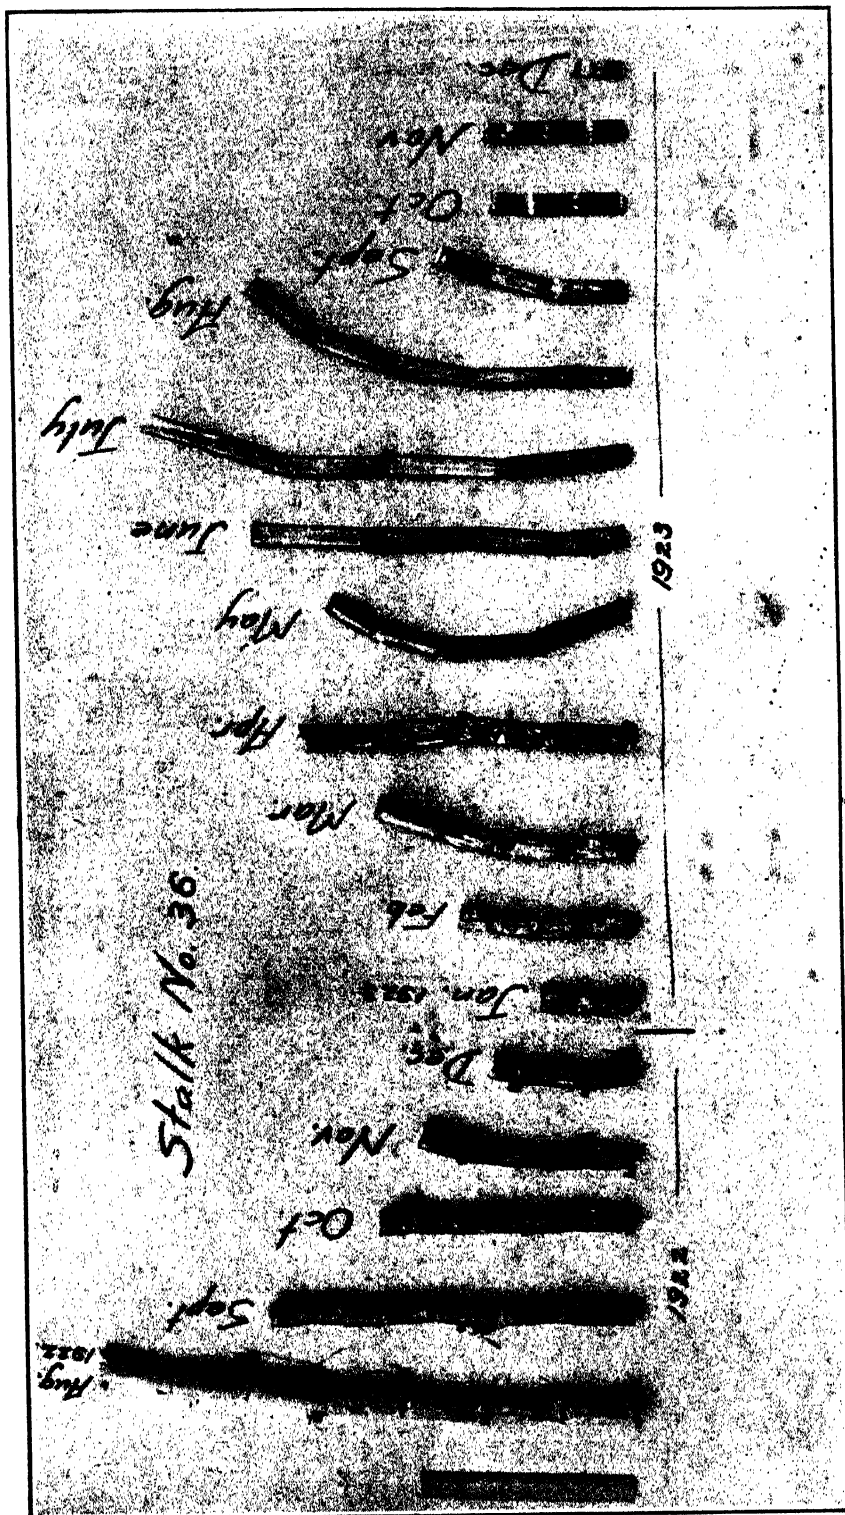 Stalk No. 36
Aug. 1922.
Sept.
Oct.
Nov.
Dec.
Jan. 1923
Feb.
Mar.
Apr.
May
June
July
Aug.
Sept.
Oct.
Nov
Dec.
1922
1923